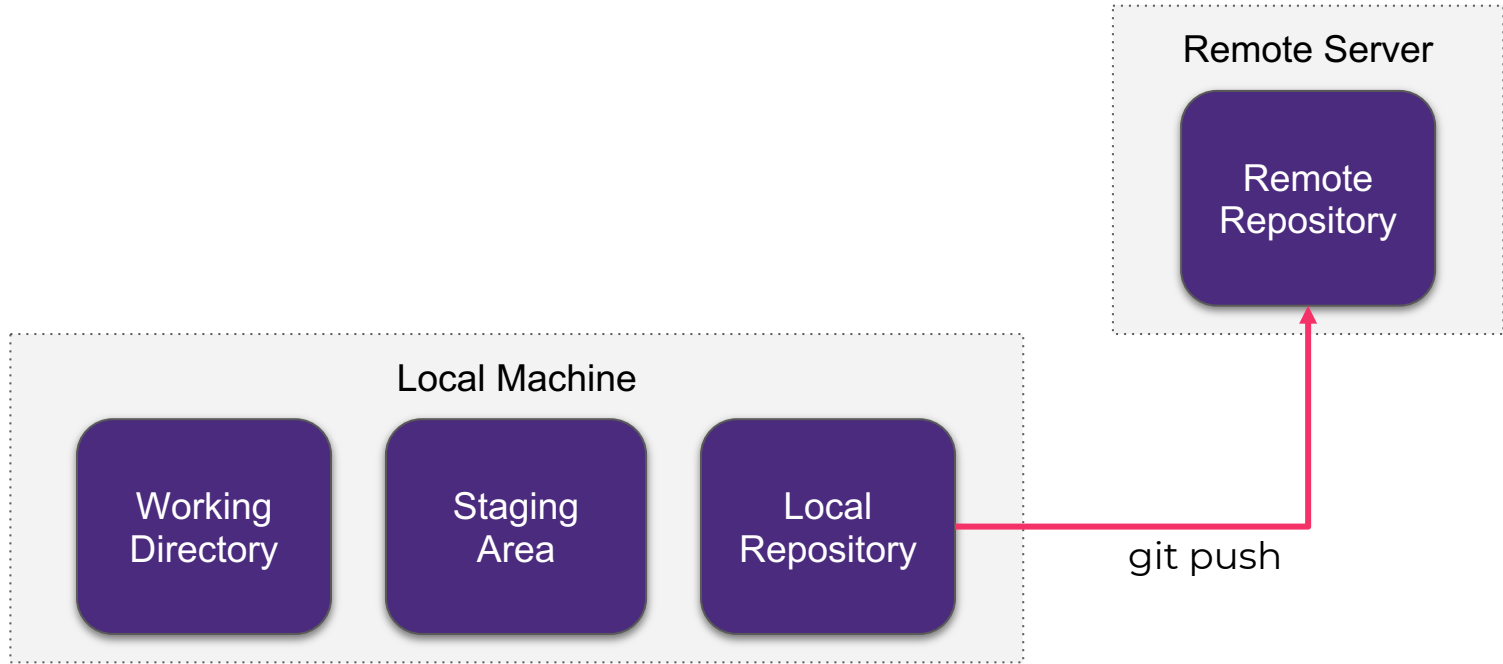 Remote Server
Remote
Repository
Local Machine
Working
Directory
Staging
Area
Local
Repository
git push